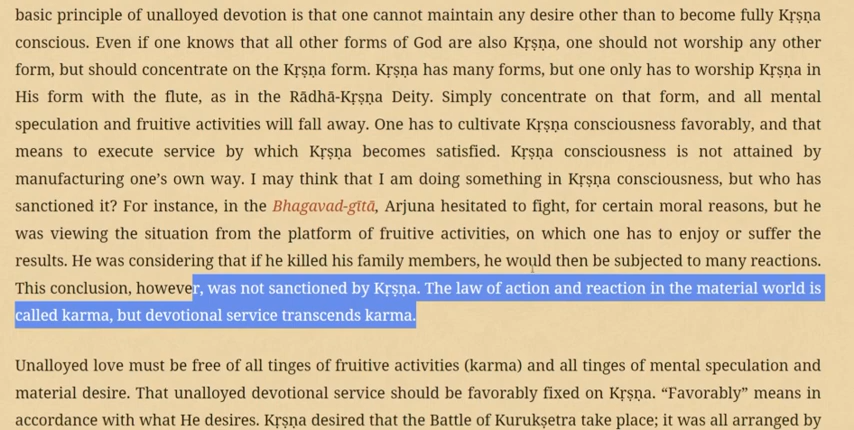 basic principle of unalloyed devotion is that one cannot maintain any desire other than to become fully Kṛṣṇa
conscious. Even if one knows that all other forms of God are also Kṛṣṇa, one should not worship any other
form, but should concentrate on the Kṛṣṇa form. Kṛṣṇa has many forms, but one only has to worship Kṛṣṇa in
His form with the flute, as in the Rādhā-Kṛṣṇa Deity. Simply concentrate on that form, and all mental
speculation and fruitive activities will fall away. One has to cultivate Kṛṣṇa consciousness favorably, and that
means to execute service by which Kṛṣṇa becomes satisfied. Kṛṣṇa consciousness is not attained by
manufacturing one’s own way. I may think that I am doing something in Kṛṣṇa consciousness, but who has
sanctioned it? For instance, in the Bhagavad-gītā, Arjuna hesitated to fight, for certain moral reasons, but he
was viewing the situation from the platform of fruitive activities, on which one has to enjoy or suffer the
results. He was considering that if he killed his family members, he would then be subjected to many reactions.
This conclusion, however, was not sanctioned by Kṛṣṇa. The law of action and reaction in the material world is
called karma, but devotional service transcends karma.
Unalloyed love must be free of all tinges of fruitive activities (karma) and all tinges of mental speculation and
material desire. That unalloyed devotional service should be favorably fixed on Kṛṣṇa. “Favorably” means in
accordance with what He desires. Kṛṣṇa desired that the Battle of Kurukṣetra take place; it was all arranged by